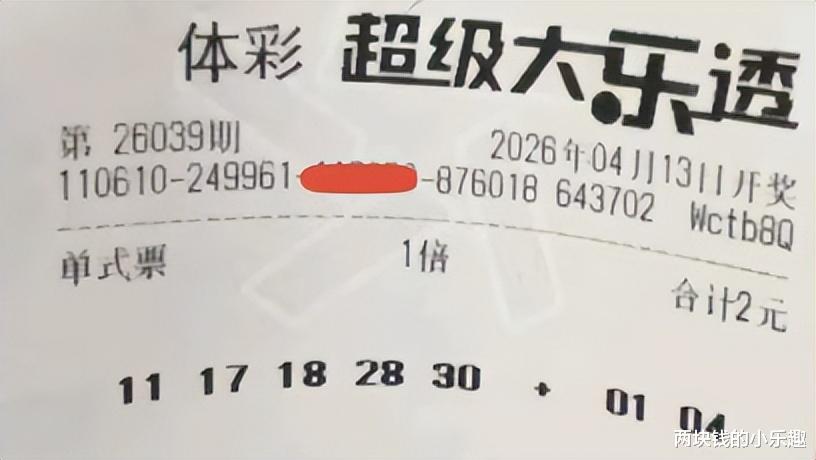 体彩 超级大乐透
第 26039期 2026年04月13日开奖
110610-249961- -876018 643702 Wctb8Q
单式票 1倍 合计2元
11 17 18 28 30 + 01 04
两块钱的小乐趣